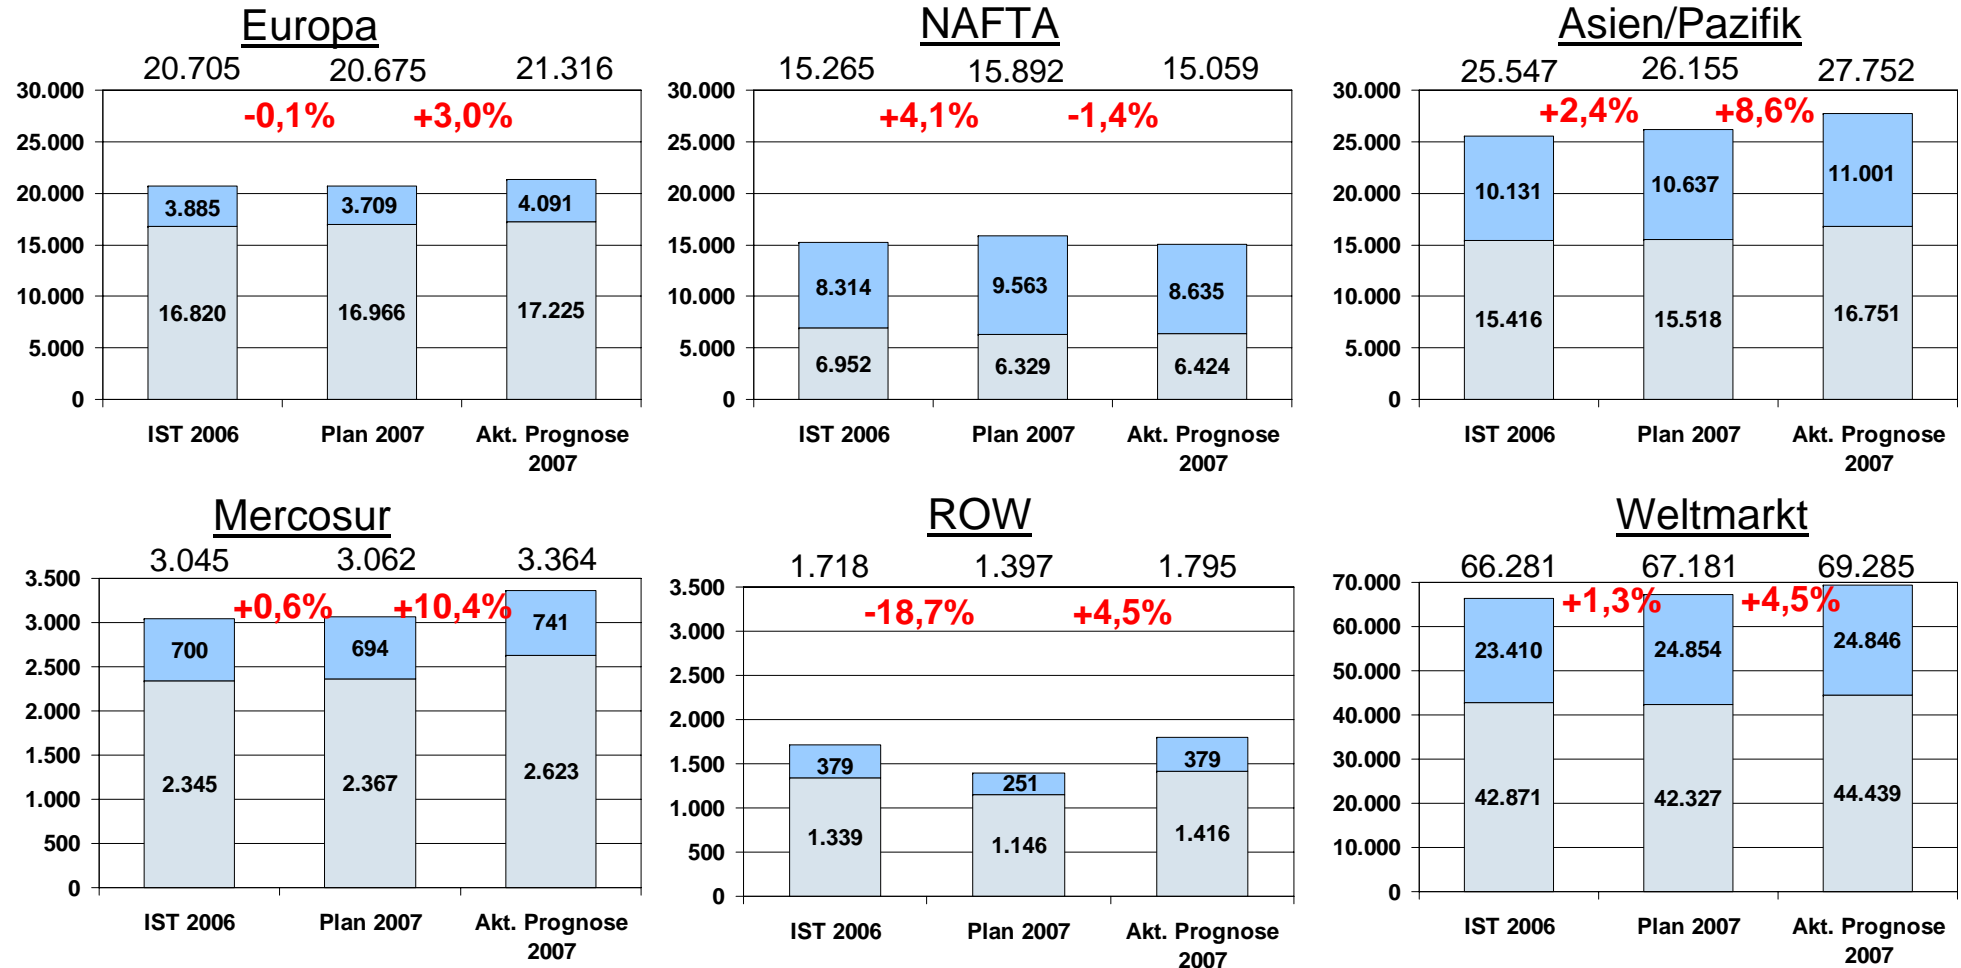 Europa
20.705 20.675 21.316
-0,1% +3,0%
30.000
25.000
20.000
15.000
10.000
5.000
0
3.885 3.709 4.091
16.820 16.966 17.225
IST 2006 Plan 2007 Akt. Prognose
2007
NAFTA
15.265 15.892 15.059
+4,1% -1,4%
30.000
25.000
20.000
15.000
10.000
5.000
0
8.314 9.563 8.635
6.952 6.329 6.424
IST 2006 Plan 2007 Akt. Prognose
2007
Asien/Pazifik
25.547 26.155 27.752
+2,4% +8,6%
30.000
25.000
20.000
15.000
10.000
5.000
0
10.131 10.637 11.001
15.416 15.518 16.751
IST 2006 Plan 2007 Akt. Prognose
2007
Mercosur
3.045 3.062 3.364
+0,6% +10,4%
3.500
3.000
2.500
2.000
1.500
1.000
500
0
700 694 741
2.345 2.367 2.623
IST 2006 Plan 2007 Akt. Prognose
2007
ROW
1.718 1.397 1.795
-18,7% +4,5%
3.500
3.000
2.500
2.000
1.500
1.000
500
0
379 251 379
1.339 1.146 1.416
IST 2006 Plan 2007 Akt. Prognose
2007
Weltmarkt
66.281 67.181 69.285
+1,3% +4,5%
70.000
60.000
50.000
40.000
30.000
20.000
10.000
0
23.410 24.854 24.846
42.871 42.327 44.439
IST 2006 Plan 2007 Akt. Prognose
2007